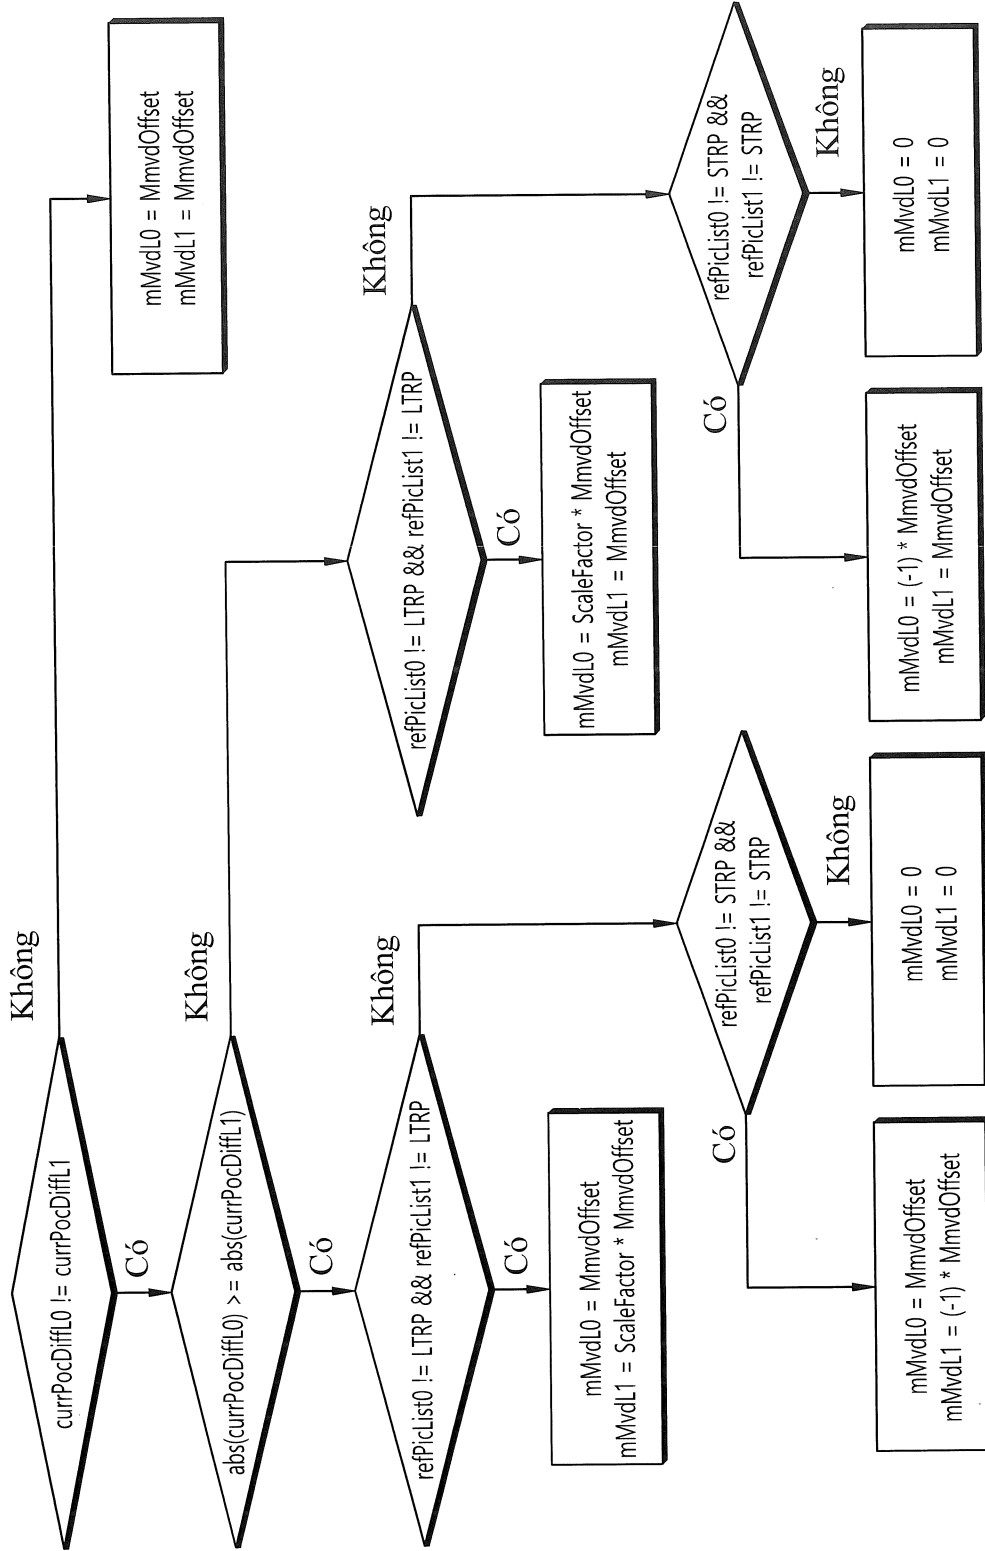 currPocDiffL0 != currPocDiffL1
Không
mMvdL0 = MmvdOffset
mMvdL1 = MmvdOffset
Có
abs(currPocDiffL0) >= abs(currPocDiffL1)
Không
Có
refPicList0 != LTRP && refPicList1 != LTRP
Không
refPicList0 != LTRP && refPicList1 != LTRP
Không
Có
mMvdL0 = MmvdOffset
mMvdL1 = ScaleFactor * MmvdOffset
Có
mMvdL0 = ScaleFactor * MmvdOffset
mMvdL1 = MmvdOffset
refPicList0 != STRP &&
refPicList1 != STRP
Có
Không
refPicList0 != STRP &&
refPicList1 != STRP
Có
Không
mMvdL0 = MmvdOffset
mMvdL1 = (-1) * MmvdOffset
mMvdL0 = 0
mMvdL1 = 0
mMvdL0 = (-1) * MmvdOffset
mMvdL1 = MmvdOffset
mMvdL0 = 0
mMvdL1 = 0